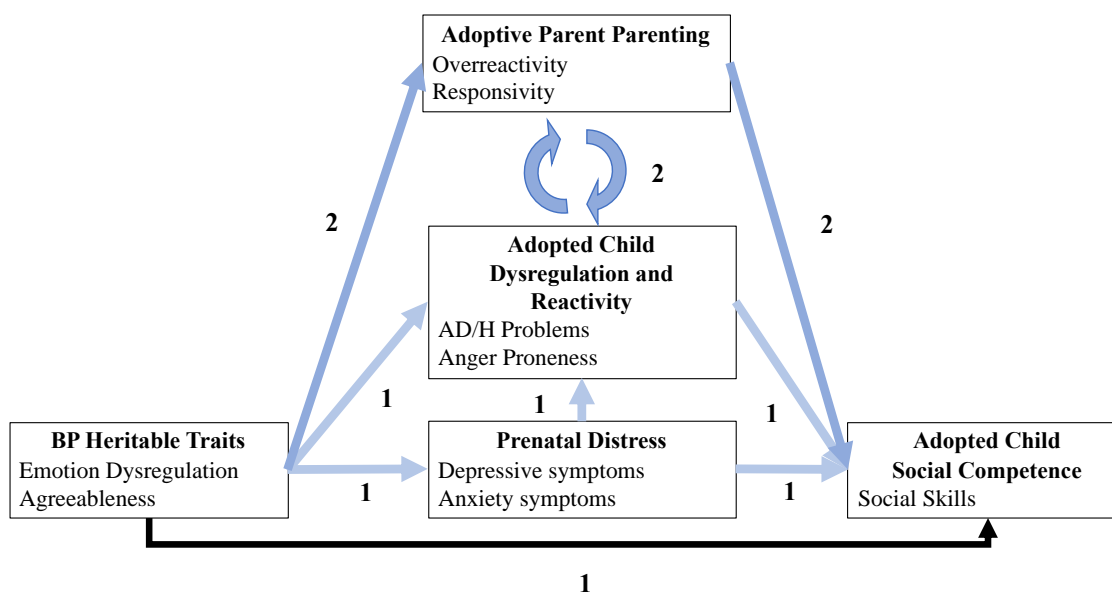 Adoptive Parent Parenting
Overreactivity
Responsivity
2
2
2
Adopted Child
Dysregulation and
Reactivity
AD/H Problems
Anger Proneness
1
1
1
BP Heritable Traits
Emotion Dysregulation
Agreeableness
1
Prenatal Distress
Depressive symptoms
Anxiety symptoms
1
Adopted Child
Social Competence
Social Skills
1